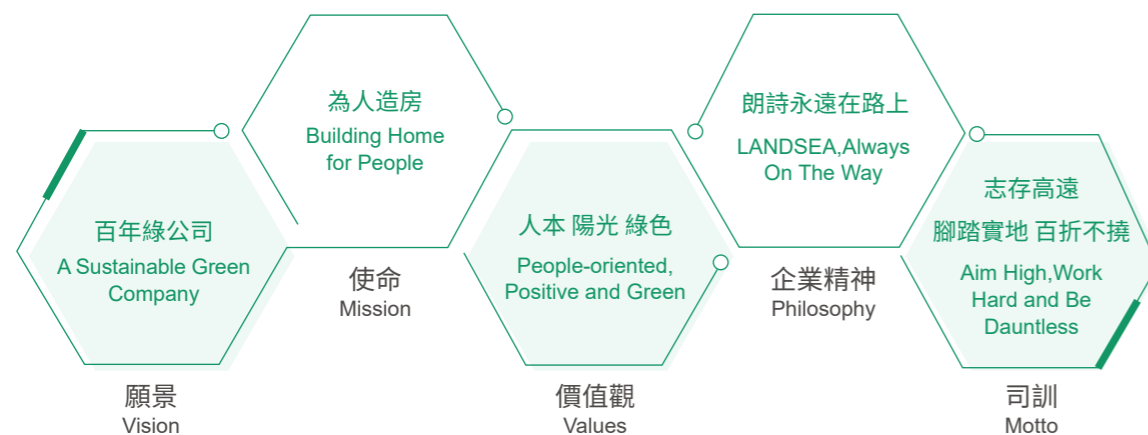 百年綠公司
A Sustainable Green
Company
願景
Vision
為人造房
Building Home
for People
使命
Mission
人本 陽光 綠色
People-oriented,
Positive and Green
價值觀
Values
朗詩永遠在路上
LANDSEA,Always
On The Way
企業精神
Philosophy
志存高遠
腳踏實地 百折不撓
Aim High,Work
Hard and Be
Dauntless
司訓
Motto